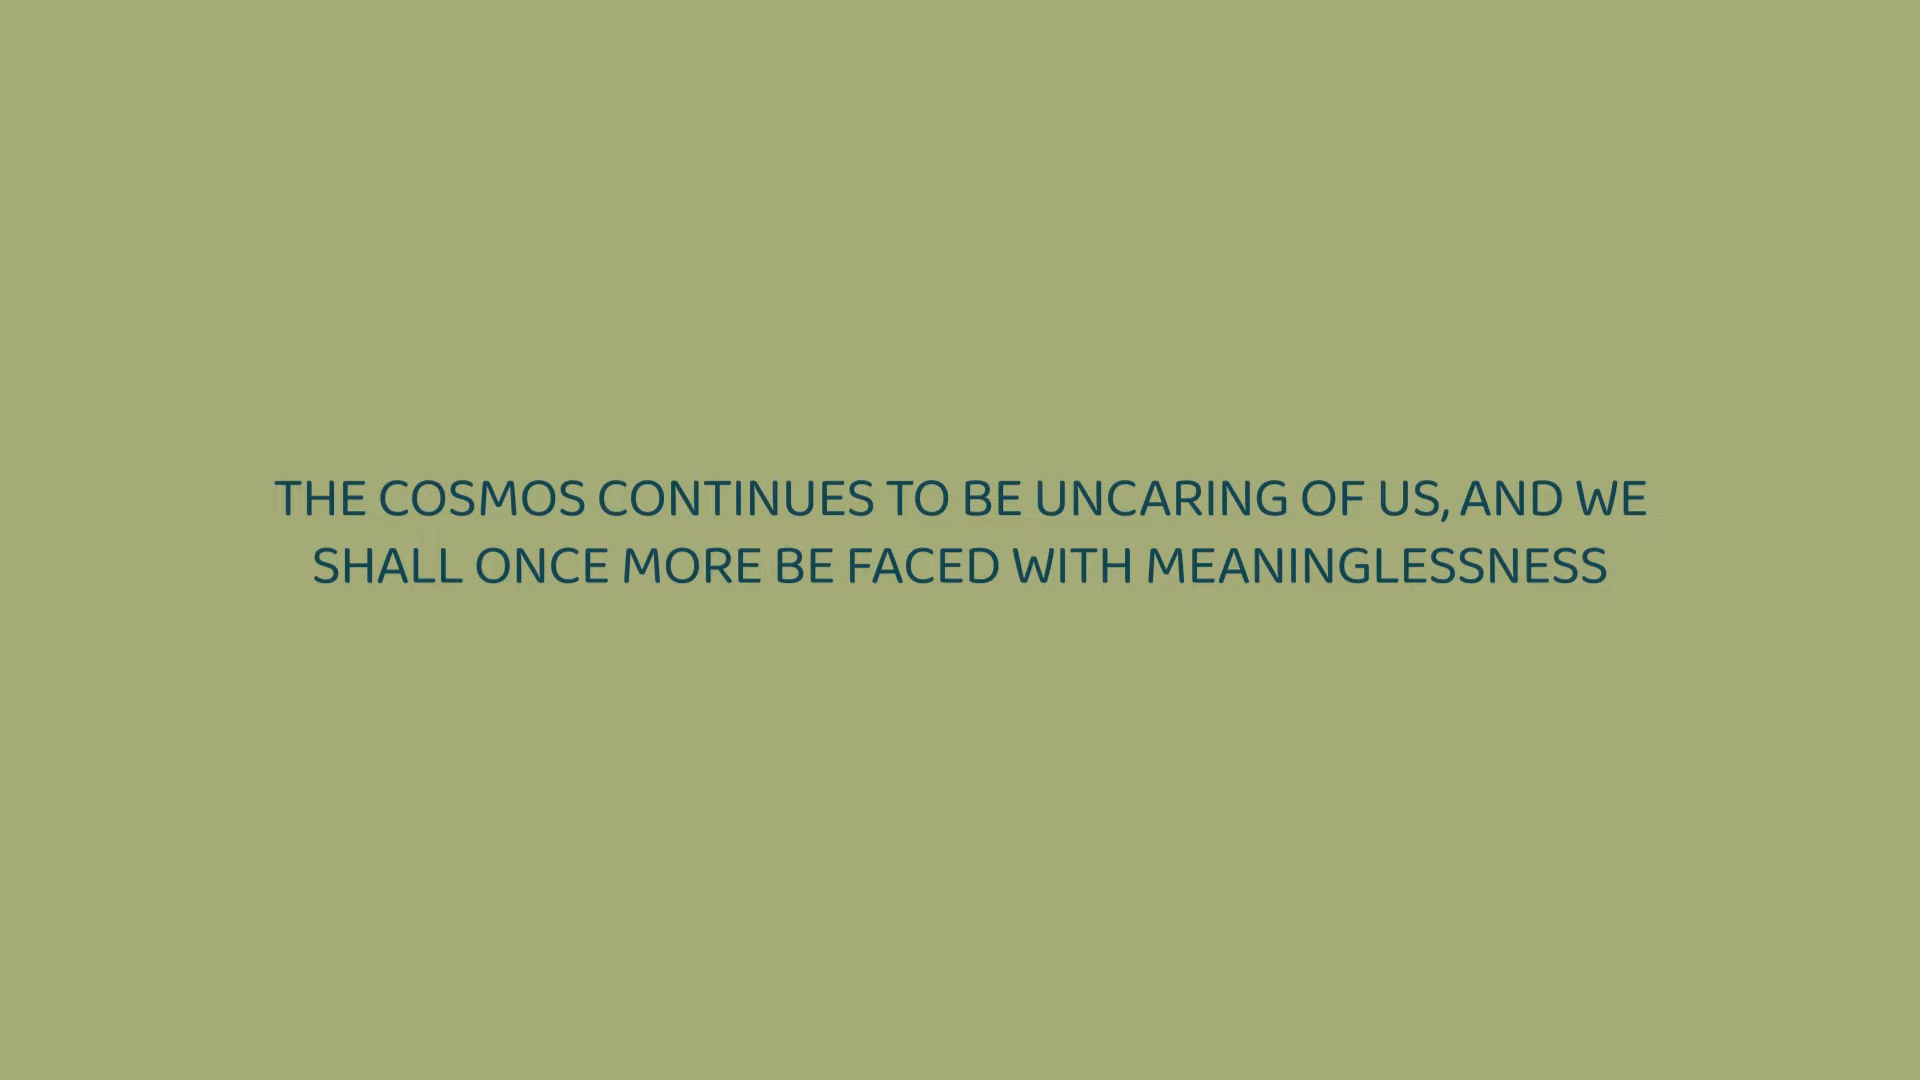 THE COSMOS CONTINUES TO BE UNCARING OF US, AND WE
SHALL ONCE MORE BE FACED WITH MEANINGLESSNESS